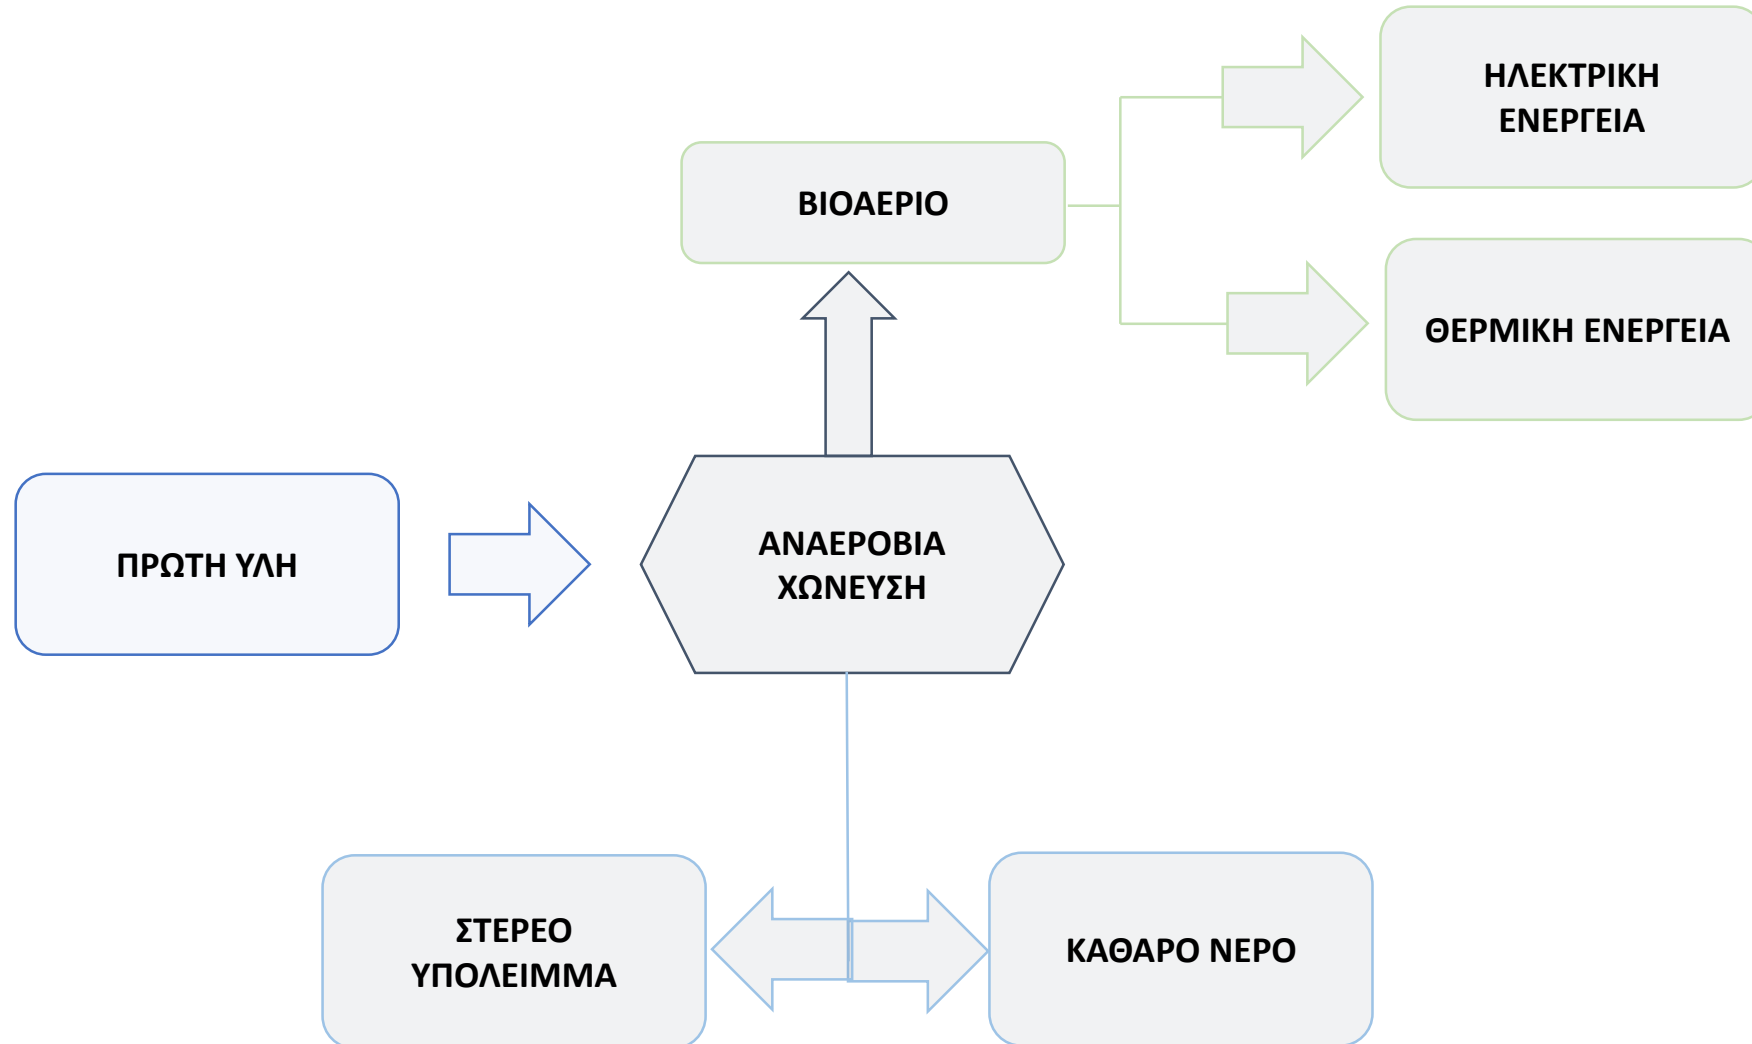 ΗΛΕΚΤΡΙΚΗ
ΕΝΕΡΓΕΙΑ
ΒΙΟΑΕΡΙΟ
ΘΕΡΜΙΚΗ ΕΝΕΡΓΕΙΑ
ΠΡΩΤΗ ΥΛΗ
ΑΝΑΕΡΟΒΙΑ
ΧΩΝΕΥΣΗ
ΣΤΕΡΕΟ
ΥΠΟΛΕΙΜΜΑ
ΚΑΘΑΡΟ ΝΕΡΟ